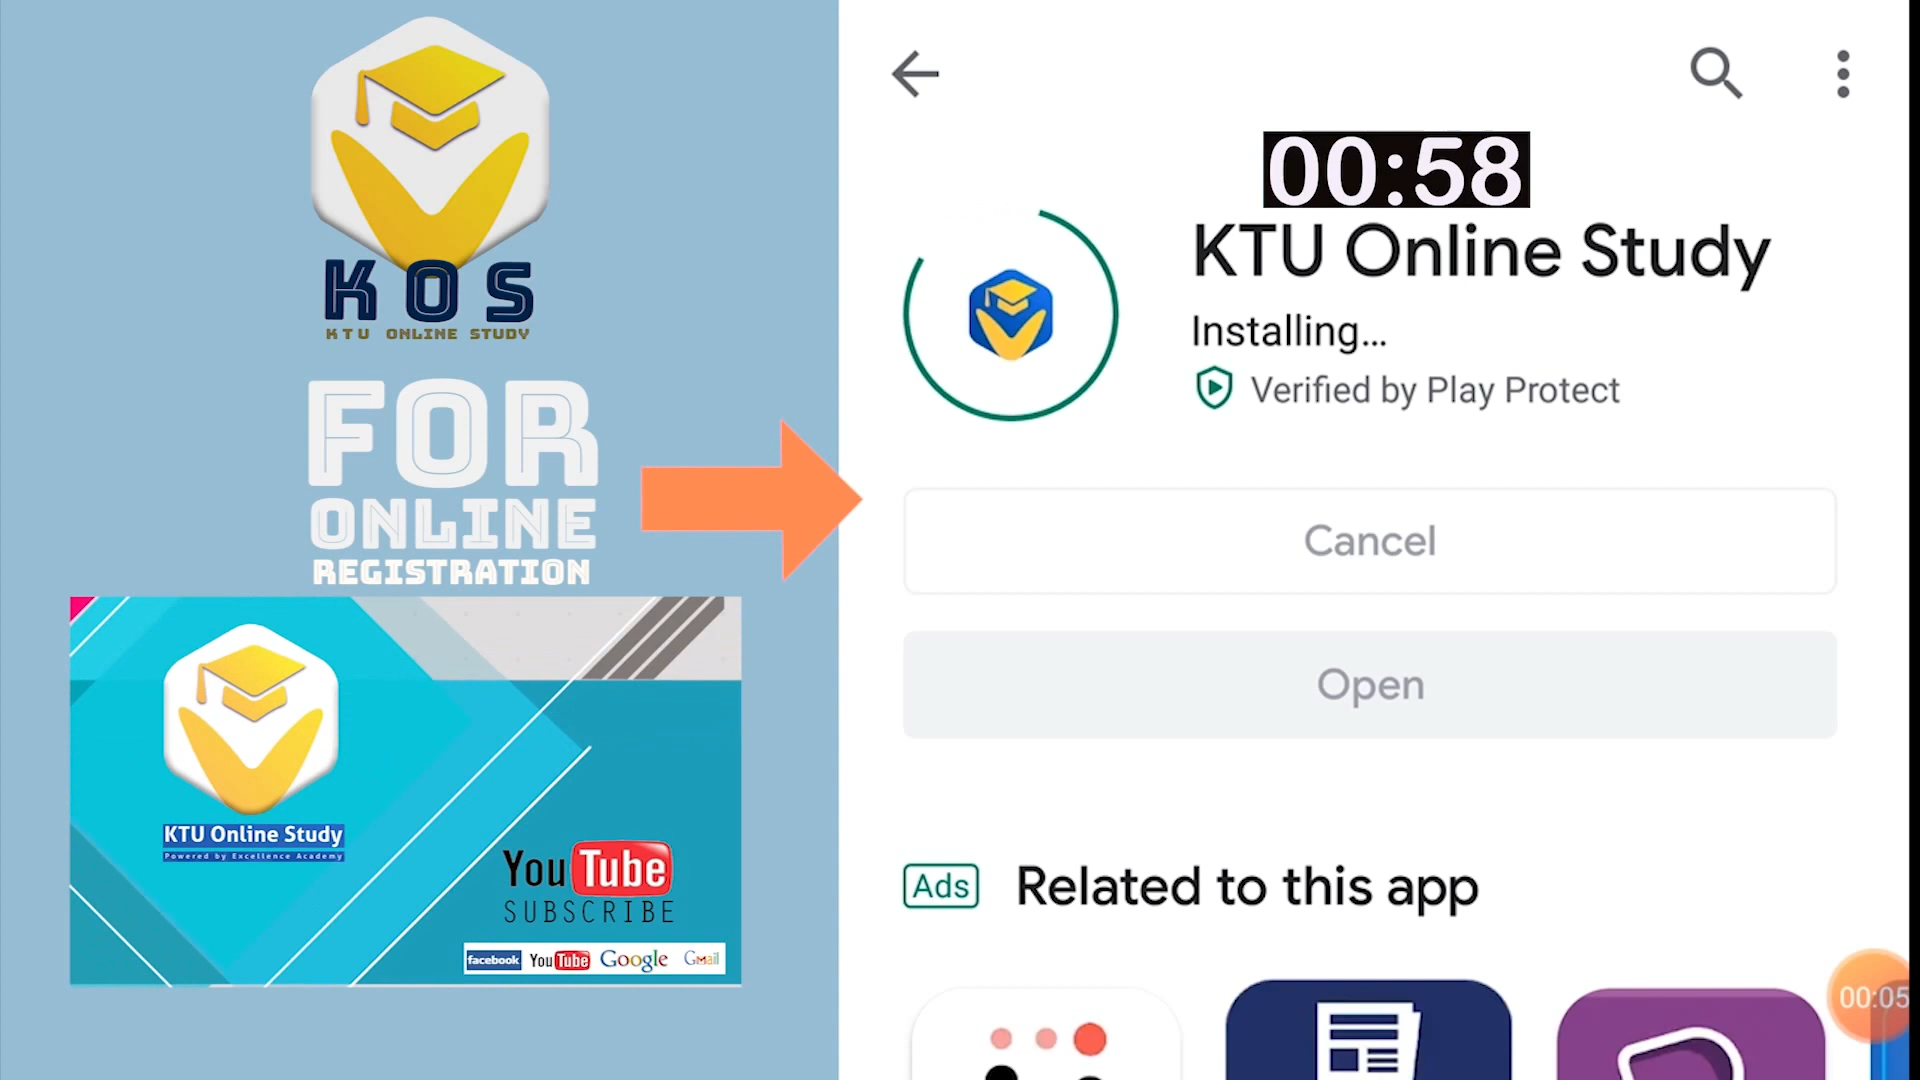 KOS
KTU ONLINE STUDY
FOR
ONLINE
REGISTRATION
KTU Online Study
Powered by Excellence Academy
YouTube
SUBSCRIBE
facebook YouTube Google Gmail
00:58
KTU Online Study
Installing...
Verified by Play Protect
Cancel
Open
Ads Related to this app
00:05